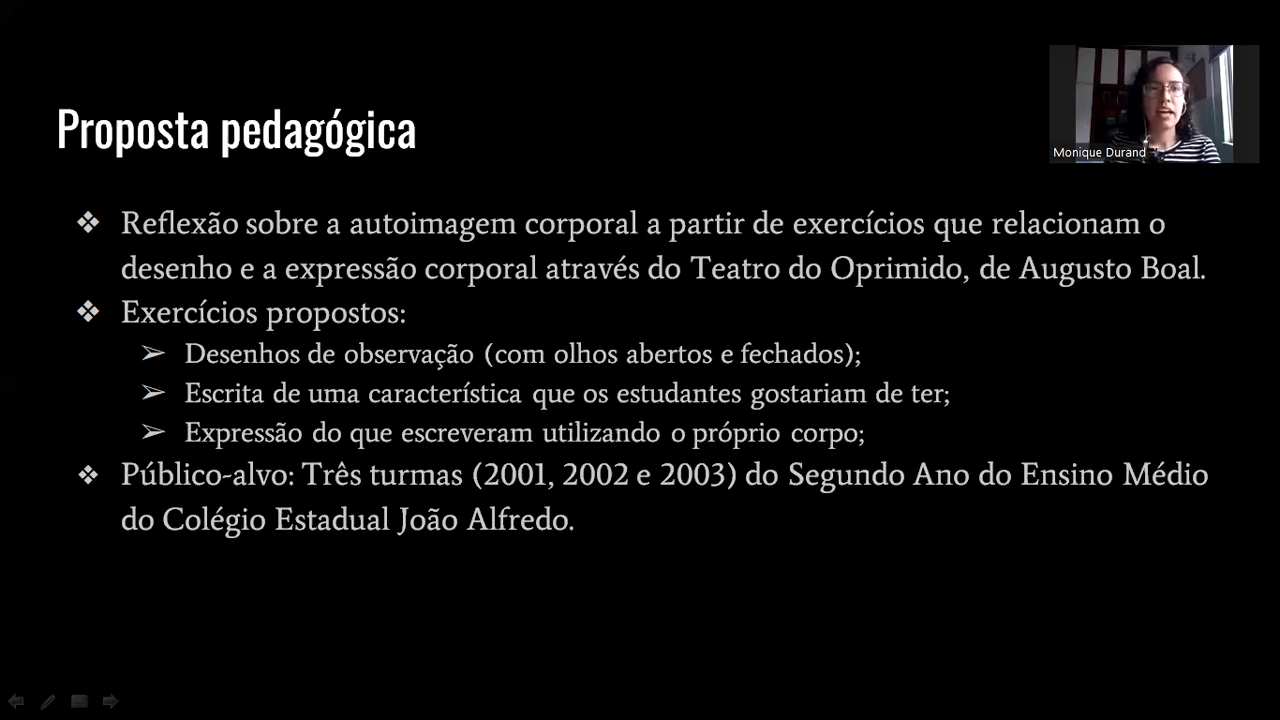 Proposta pedagógica
Monique Durand
❖ Reflexão sobre a autoimagem corporal a partir de exercícios que relacionam o
desenho e a expressão corporal através do Teatro do Oprimido, de Augusto Boal.
❖ Exercícios propostos:
➢ Desenhos de observação (com olhos abertos e fechados);
➢ Escrita de uma característica que os estudantes gostariam de ter;
➢ Expressão do que escreveram utilizando o próprio corpo;
❖ Público-alvo: Três turmas (2001, 2002 e 2003) do Segundo Ano do Ensino Médio
do Colégio Estadual João Alfredo.